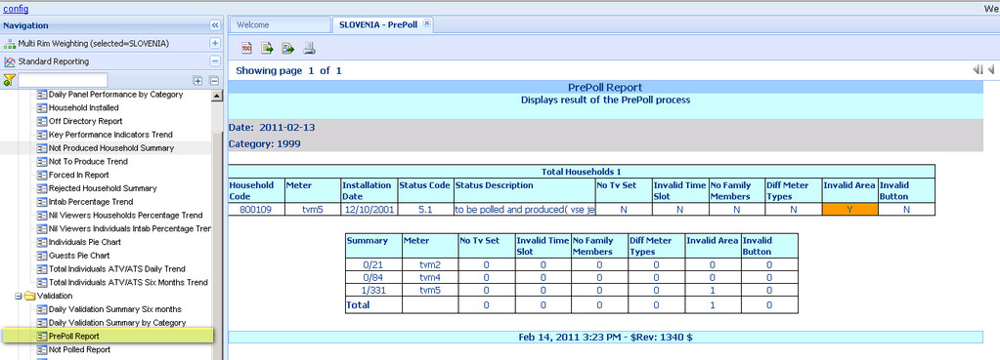 config
We
Navigation
Multi Rim Weighting (selected=SLOVENIA)
Standard Reporting
Daily Panel Performance by Category
Household Installed
Off Directory Report
Key Performance Indicators Trend
Not Produced Household Summary
Not To Produce Trend
Forced In Report
Rejected Household Summary
Intab Percentage Trend
Nil Viewers Households Percentage Trend
Nil Viewers Individuals Intab Percentage Tren
Individuals Pie Chart
Guests Pie Chart
Total Individuals ATV/ATS Daily Trend
Total Individuals ATV/ATS Six Months Trend
Validation
Daily Validation Summary Six months
Daily Validation Summary by Category
PrePoll Report
Not Polled Report
Welcome
SLOVENIA - PrePoll
Showing page 1 of 1
PrePoll Report
Displays result of the PrePoll process
Date: 2011-02-13
Category: 1999
Total Households 1
Household Code Meter Installation Date Status Code Status Description No Tv Set Invalid Time Slot No Family Members Diff Meter Types Invalid Area Invalid Button
800109 tvm5 12/10/2001 5.1 to be polled and produced( vse je N N N N Y N
Summary Meter No Tv Set Invalid Time Slot No Family Members Diff Meter Types Invalid Area Invalid Button
0/21 tvm2 0 0 0 0 0 0
0/84 tvm4 0 0 0 0 0 0
1/331 tvm5 0 0 0 0 1 0
Total 0 0 0 0 1 0
Feb 14, 2011 3:23 PM - $Rev: 1340 $